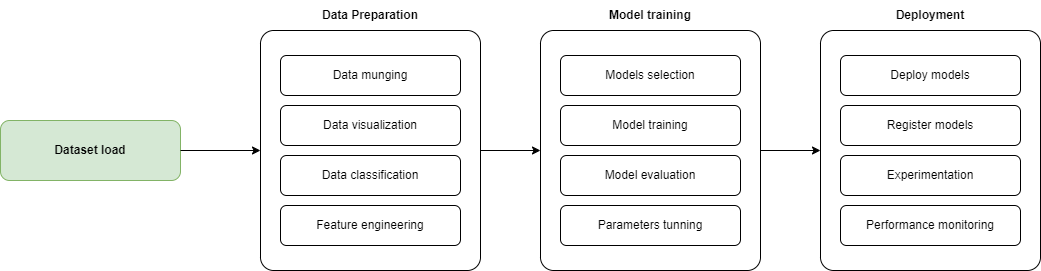 Data Preparation
Model training
Deployment
Dataset load
Data munging
Data visualization
Data classification
Feature engineering
Models selection
Model training
Model evaluation
Parameters tunning
Deploy models
Register models
Experimentation
Performance monitoring